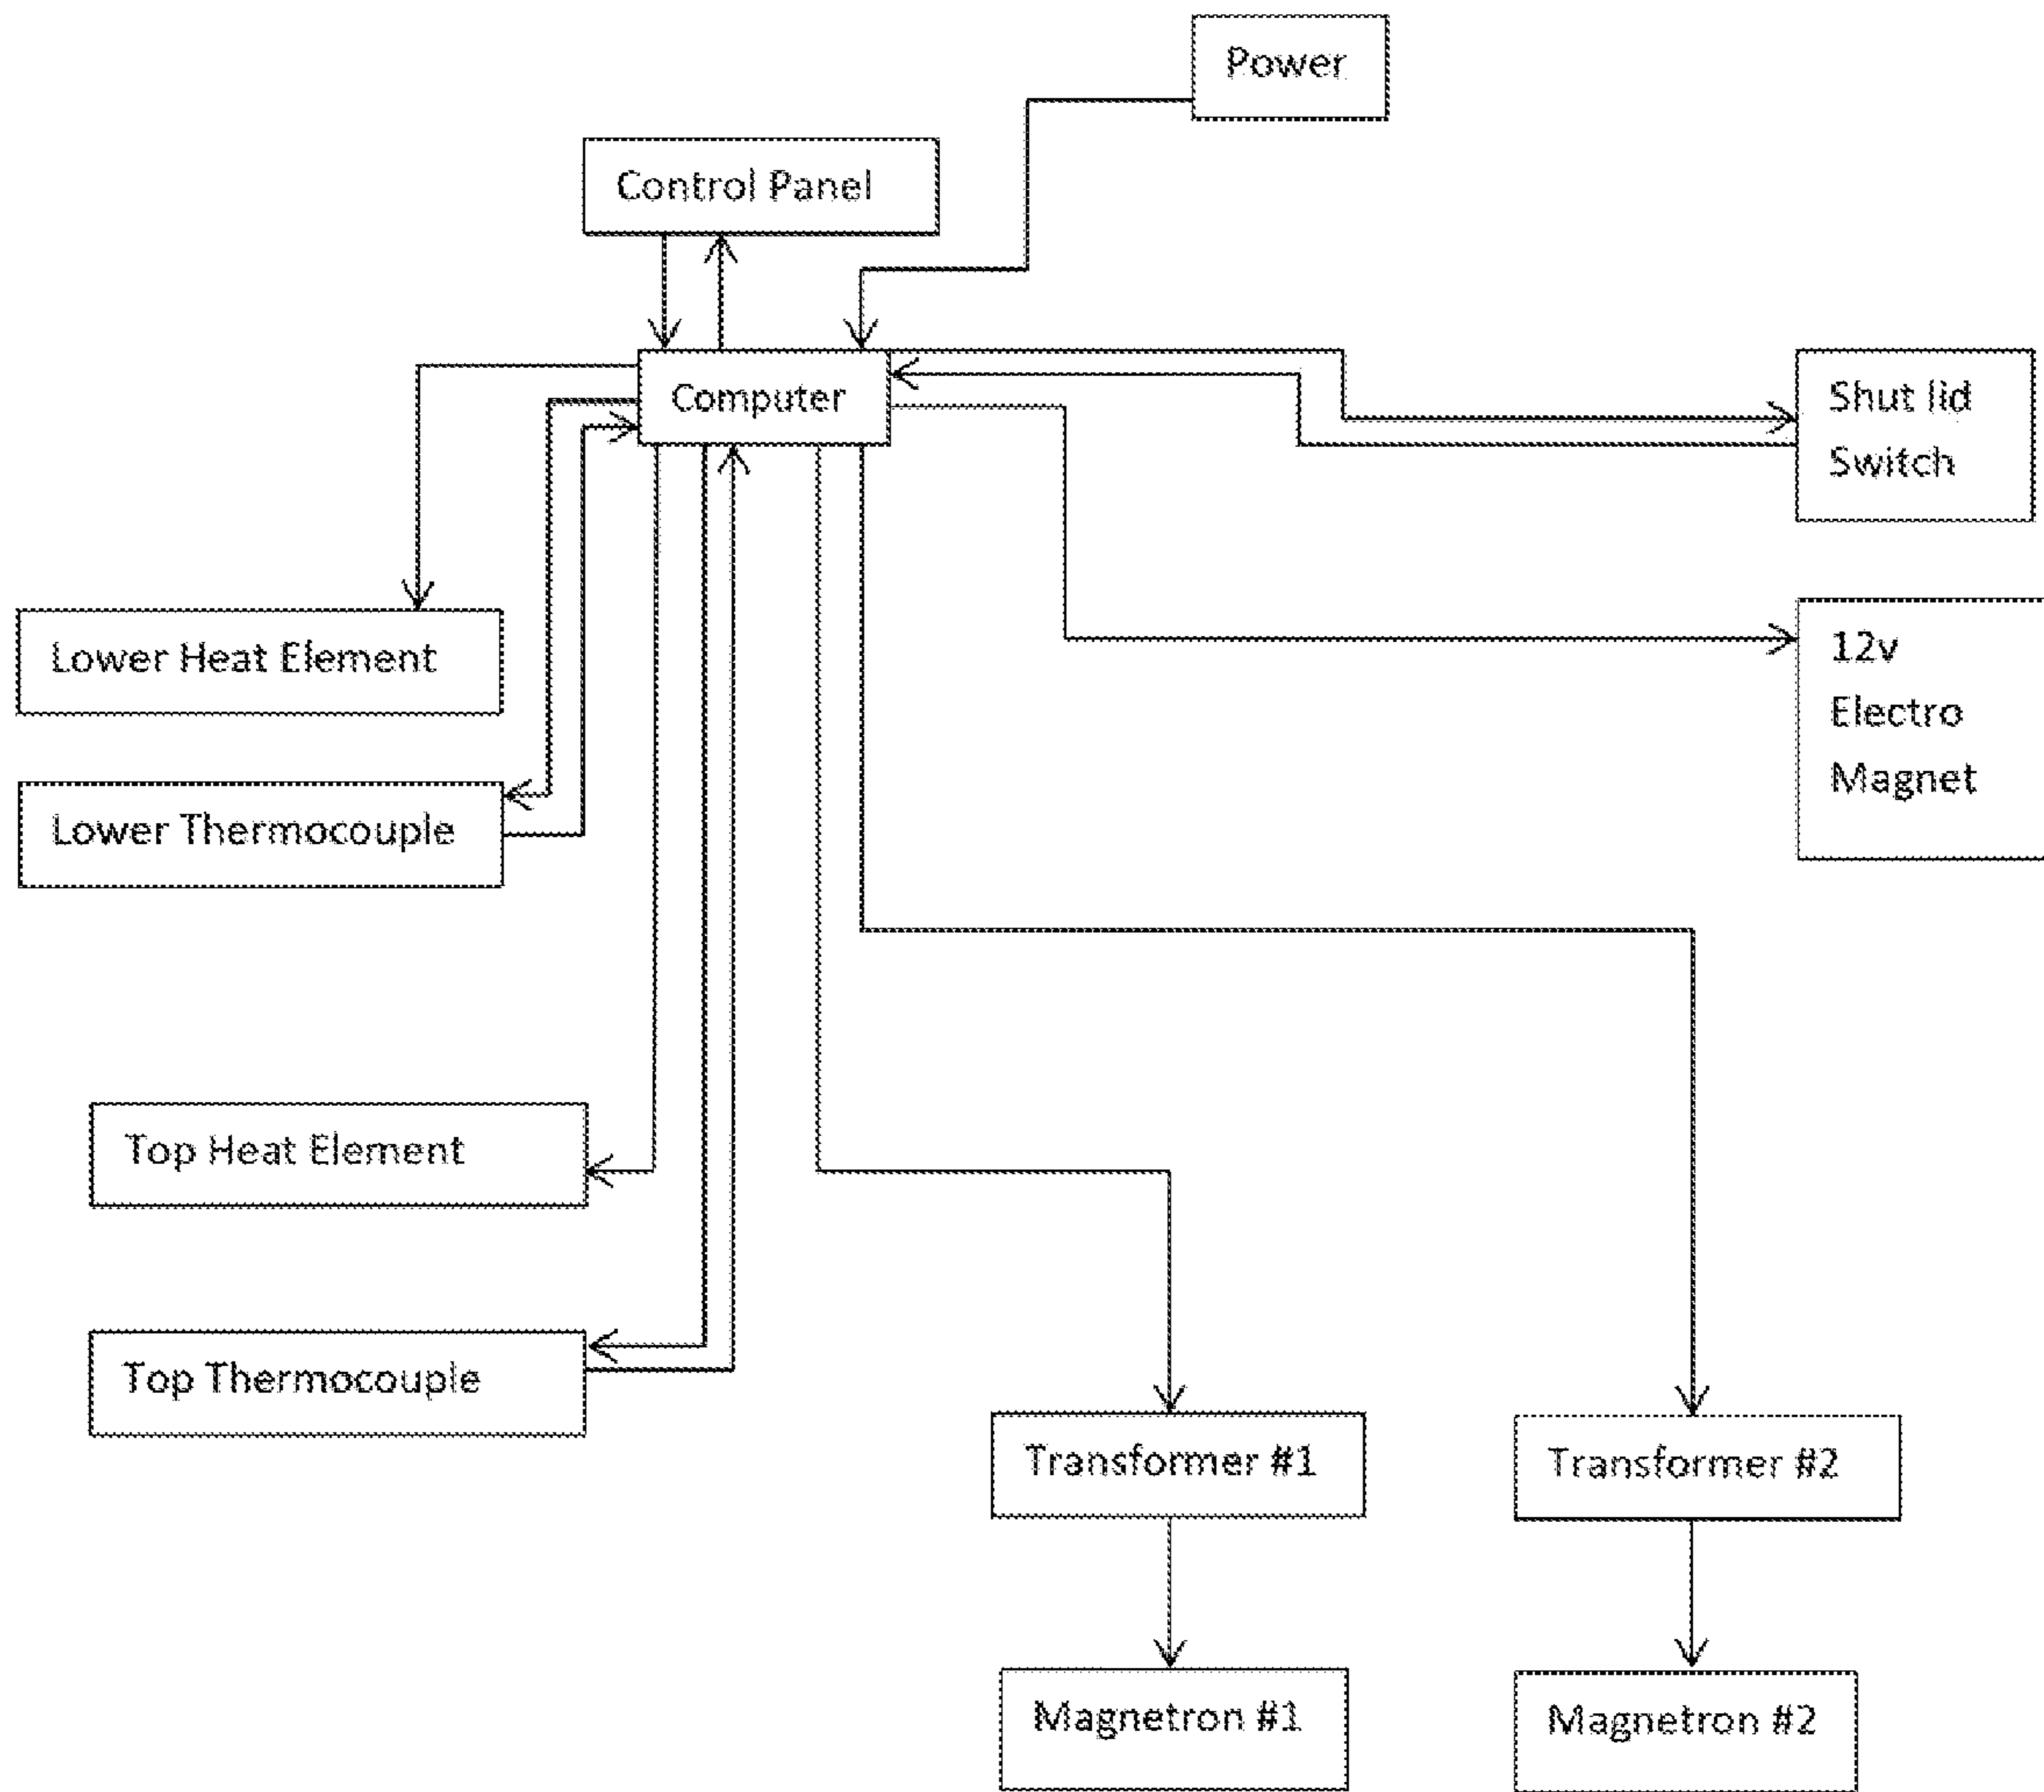 Power
Control Panel
Computer
Shut lid
Switch
Lower Heat Element
12v
Electro
Magnet
Lower Thermocouple
Top Heat Element
Top Thermocouple
Transformer #1
Transformer #2
Magnetron #1
Magnetron #2